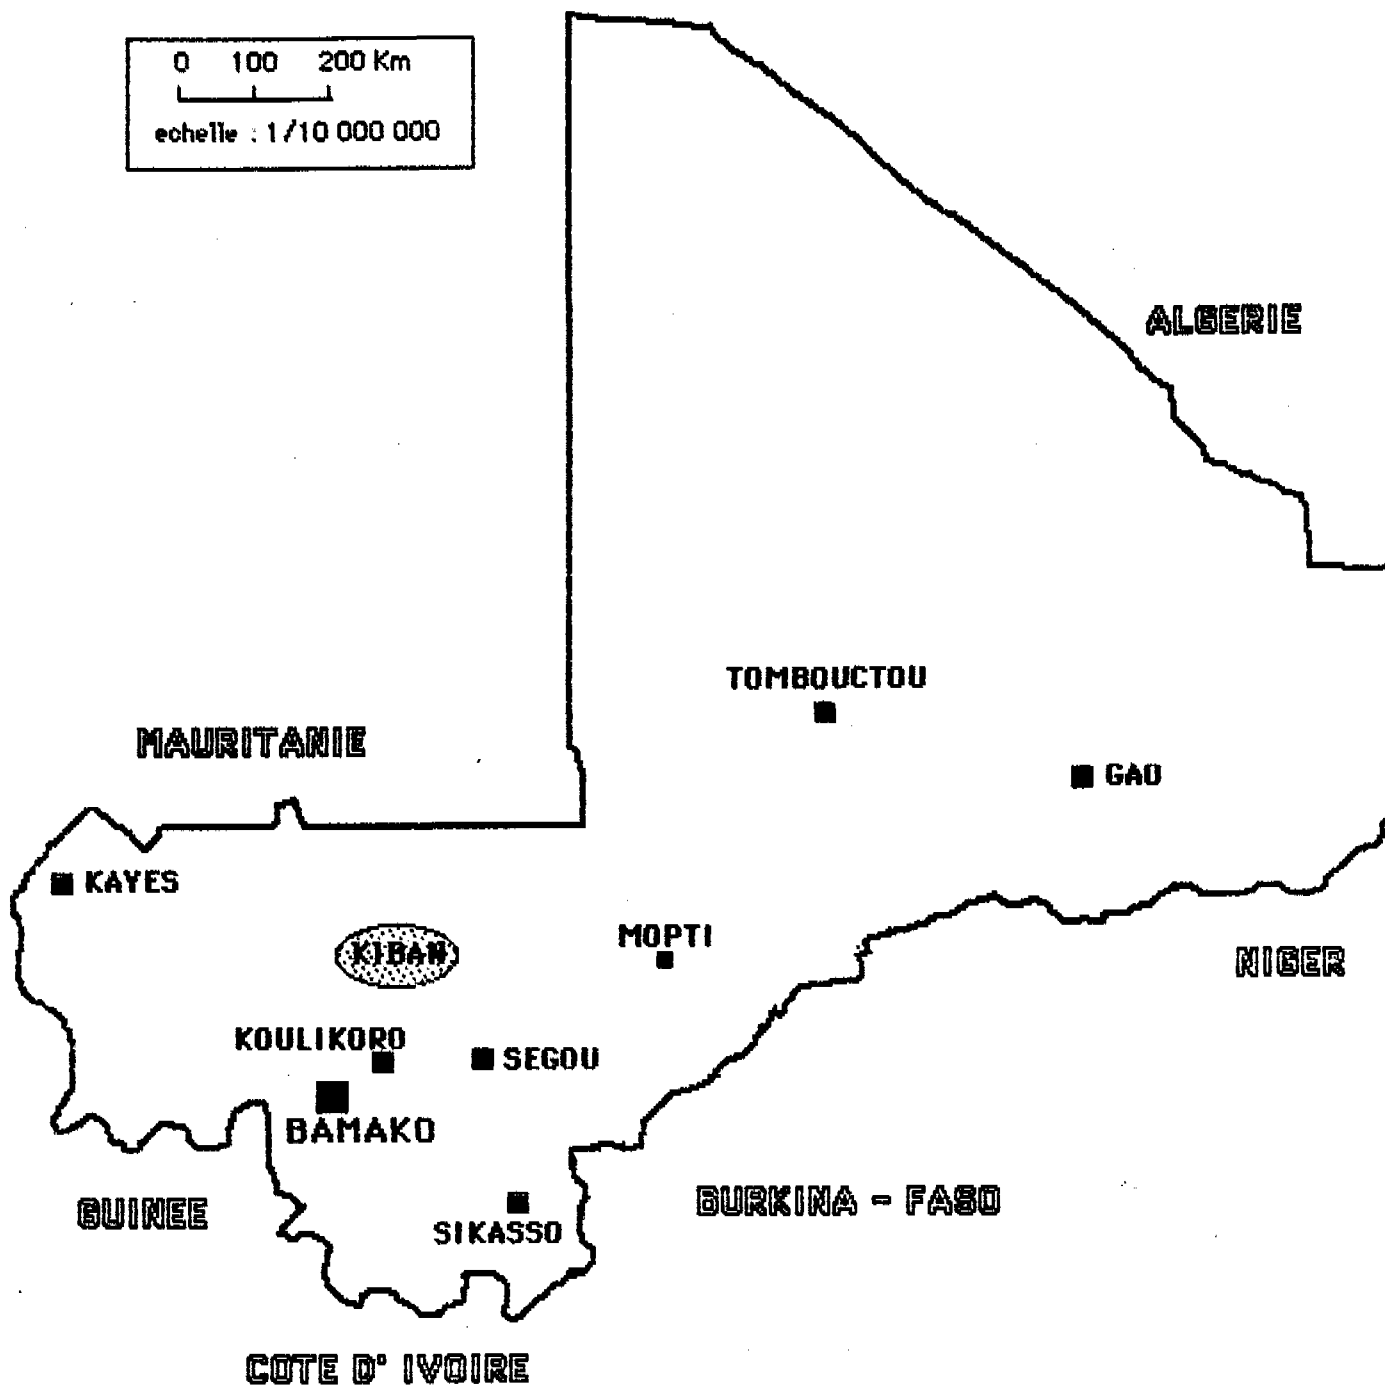 0 100 200 Km
echelle : 1/10 000 000
ALGERIE
TOMBOUCTOU
MAURITANIE
GAO
KAYES
MOPTI
KIBAN
NIGER
KOULIKORO
SEGOU
BAMAKO
GUINEE
BURKINA - FASO
SIKASSO
COTE D' IVOIRE